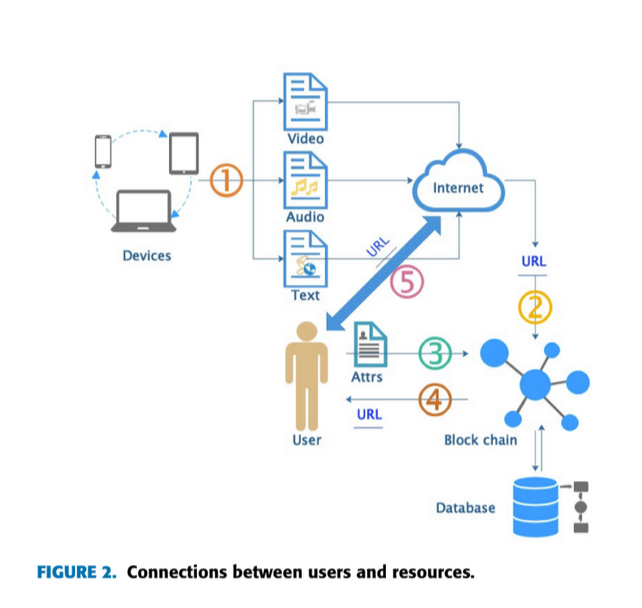 Video
①
Audio
Internet
Devices
Text
URL
⑤
URL
②
Attrs
③
④
URL
User
Block chain
Database
FIGURE 2. Connections between users and resources.